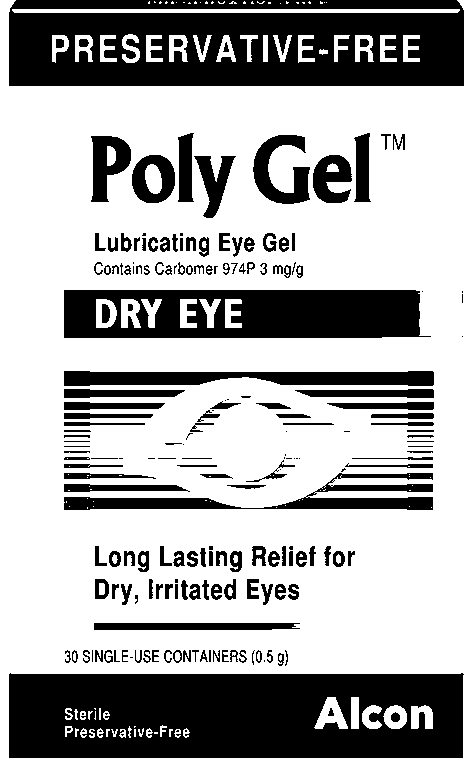 PRESERVATIVE-FREE
Poly Gel™
Lubricating Eye Gel
Contains Carbomer 974P 3 mg/g
DRY EYE
Long Lasting Relief for
Dry, Irritated Eyes
30 SINGLE-USE CONTAINERS (0.5 g)
Sterile
Preservative-Free
Alcon